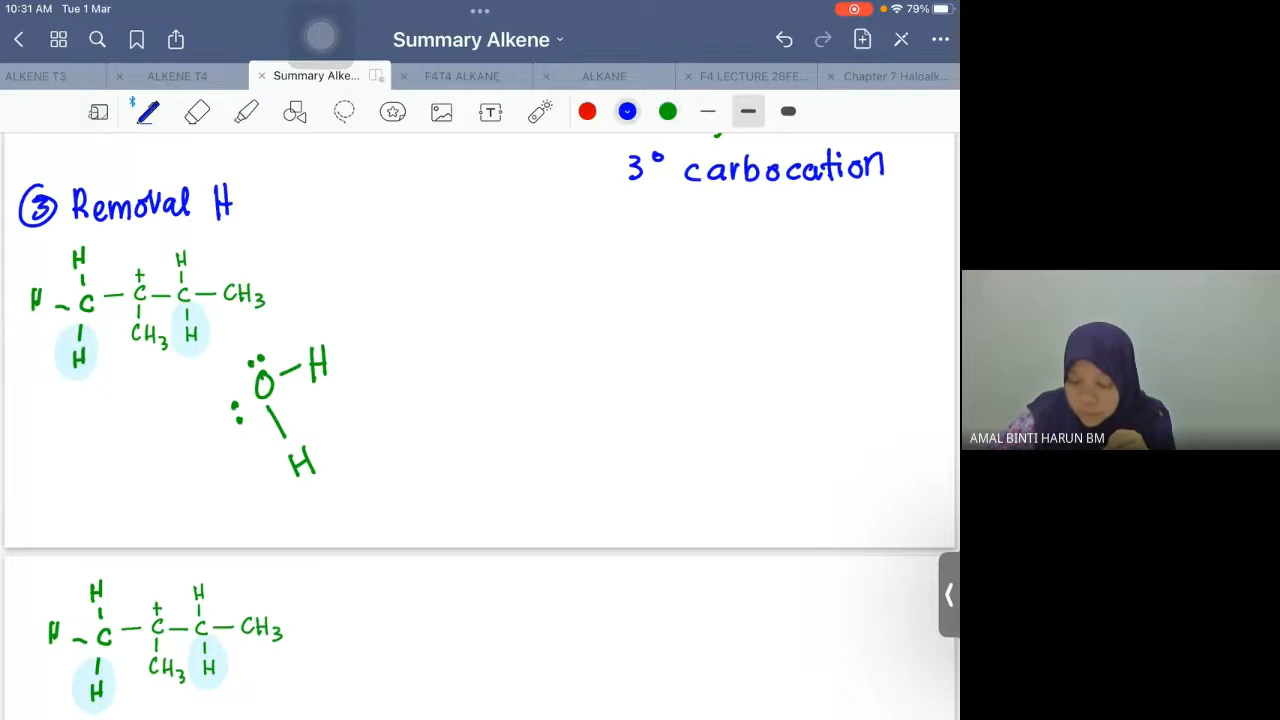 10:31 AM Tue 1 Mar
79%
Summary Alkene
ALKENE T3
ALKENE T4
Summary Alke...
F4T4 ALKANE
ALKANE
F4 LECTURE 28FE...
Chapter 7 Haloalk...
T
3° carbocation
③ Removal H
H H
+
H - C - C - C - CH3
H CH3 H
O - H
H
H H
+
H - C - C - C - CH3
H CH3 H
AMAL BINTI HARUN BM